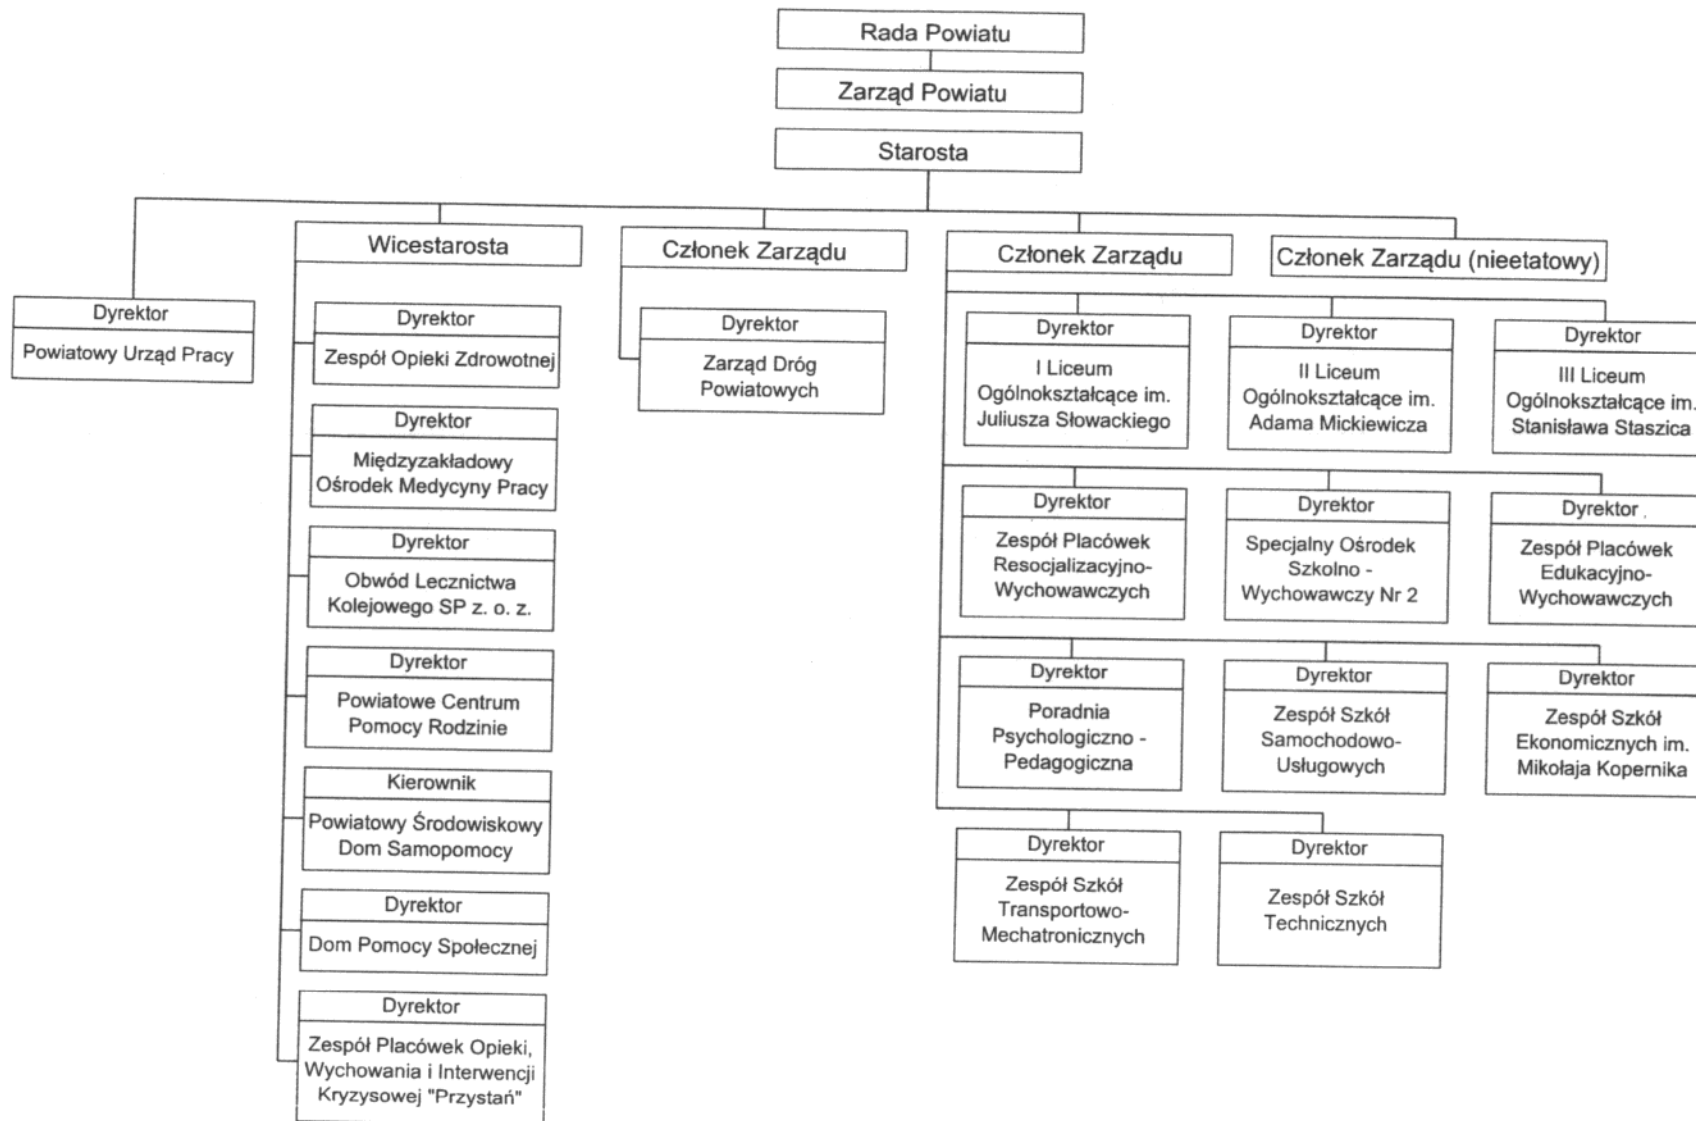 Rada Powiatu
Zarząd Powiatu
Starosta
Wicestarosta
Członek Zarządu
Członek Zarządu
Członek Zarządu (nieetatowy)
Dyrektor
Powiatowy Urząd Pracy
Dyrektor
Zespół Opieki Zdrowotnej
Dyrektor
Międzyzakładowy
Ośrodek Medycyny Pracy
Dyrektor
Obwód Lecznictwa
Kolejowego SP z. o. z.
Dyrektor
Powiatowe Centrum
Pomocy Rodzinie
Kierownik
Powiatowy Środowiskowy
Dom Samopomocy
Dyrektor
Dom Pomocy Społecznej
Dyrektor
Zespół Placówek Opieki,
Wychowania i Interwencji
Kryzysowej "Przystań"
Dyrektor
Zarząd Dróg
Powiatowych
Dyrektor
I Liceum
Ogólnokształcące im.
Juliusza Słowackiego
Dyrektor
II Liceum
Ogólnokształcące im.
Adama Mickiewicza
Dyrektor
III Liceum
Ogólnokształcące im.
Stanisława Staszica
Dyrektor
Zespół Placówek
Resocjalizacyjno-
Wychowawczych
Dyrektor
Specjalny Ośrodek
Szkolno -
Wychowawczy Nr 2
Dyrektor
Zespół Placówek
Edukacyjno-
Wychowawczych
Dyrektor
Poradnia
Psychologiczno -
Pedagogiczna
Dyrektor
Zespół Szkół
Samochodowo-
Usługowych
Dyrektor
Zespół Szkół
Ekonomicznych im.
Mikołaja Kopernika
Dyrektor
Zespół Szkół
Transportowo-
Mechatronicznych
Dyrektor
Zespół Szkół
Technicznych